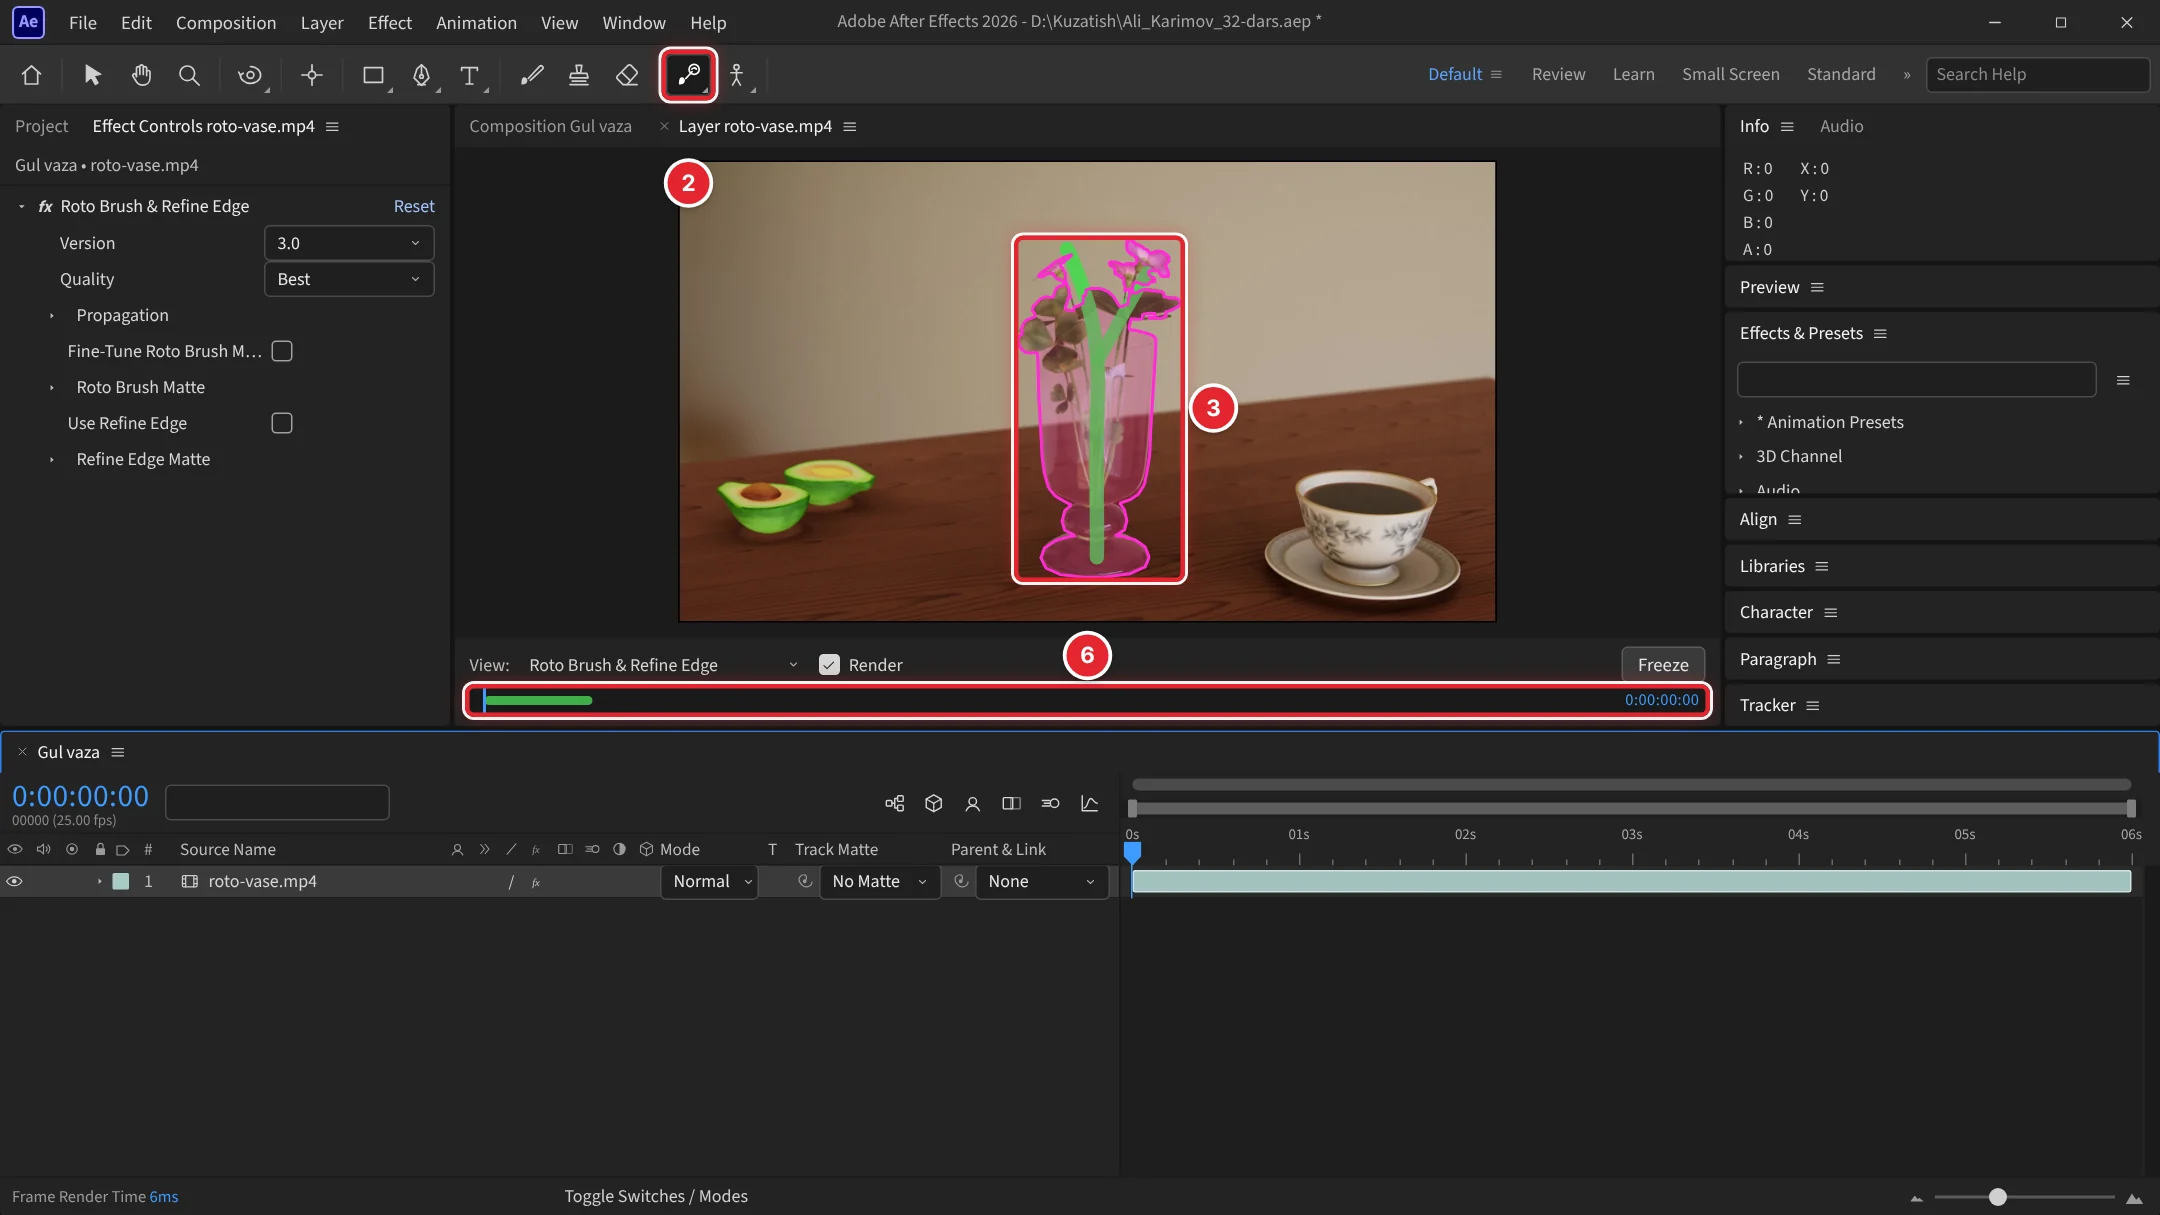 Ae File Edit Composition Layer Effect Animation View Window Help Adobe After Effects 2026 - D:\Kuzatish\Ali_Karimov_32-dars.aep *
T Default Review Learn Small Screen Standard » Search Help
Project Effect Controls roto-vase.mp4
Gul vaza • roto-vase.mp4
fx Roto Brush & Refine Edge Reset
Version 3.0
Quality Best
Propagation
Fine-Tune Roto Brush M...
Roto Brush Matte
Use Refine Edge
Refine Edge Matte
Composition Gul vaza × Layer roto-vase.mp4
2
3
6
View: Roto Brush & Refine Edge Render Freeze
0:00:00:00
Info Audio
R : 0 X : 0
G : 0 Y : 0
B : 0
A : 0
Preview
Effects & Presets
* Animation Presets
3D Channel
Audio
Align
Libraries
Character
Paragraph
Tracker
× Gul vaza
0:00:00:00
00000 (25.00 fps)
0s 01s 02s 03s 04s 05s 06s
# Source Name fx Mode T Track Matte Parent & Link
1 roto-vase.mp4 / fx Normal No Matte None
Frame Render Time 6ms Toggle Switches / Modes